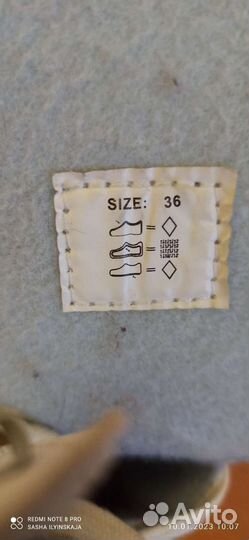 SIZE: 36
REDMI NOTE 8 PRO
SASHA ILYINSKAJA
Avito
10.01.2023 10:07